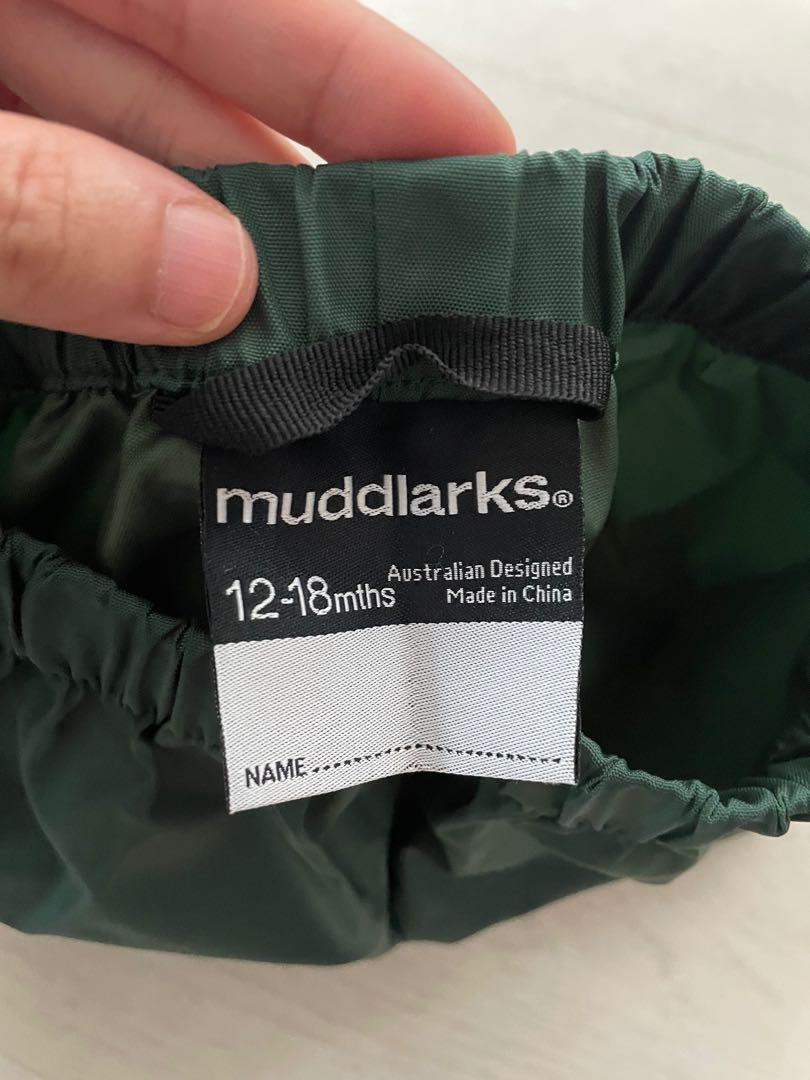 muddlarks®
12-18mths
Australian Designed
Made in China
NAME